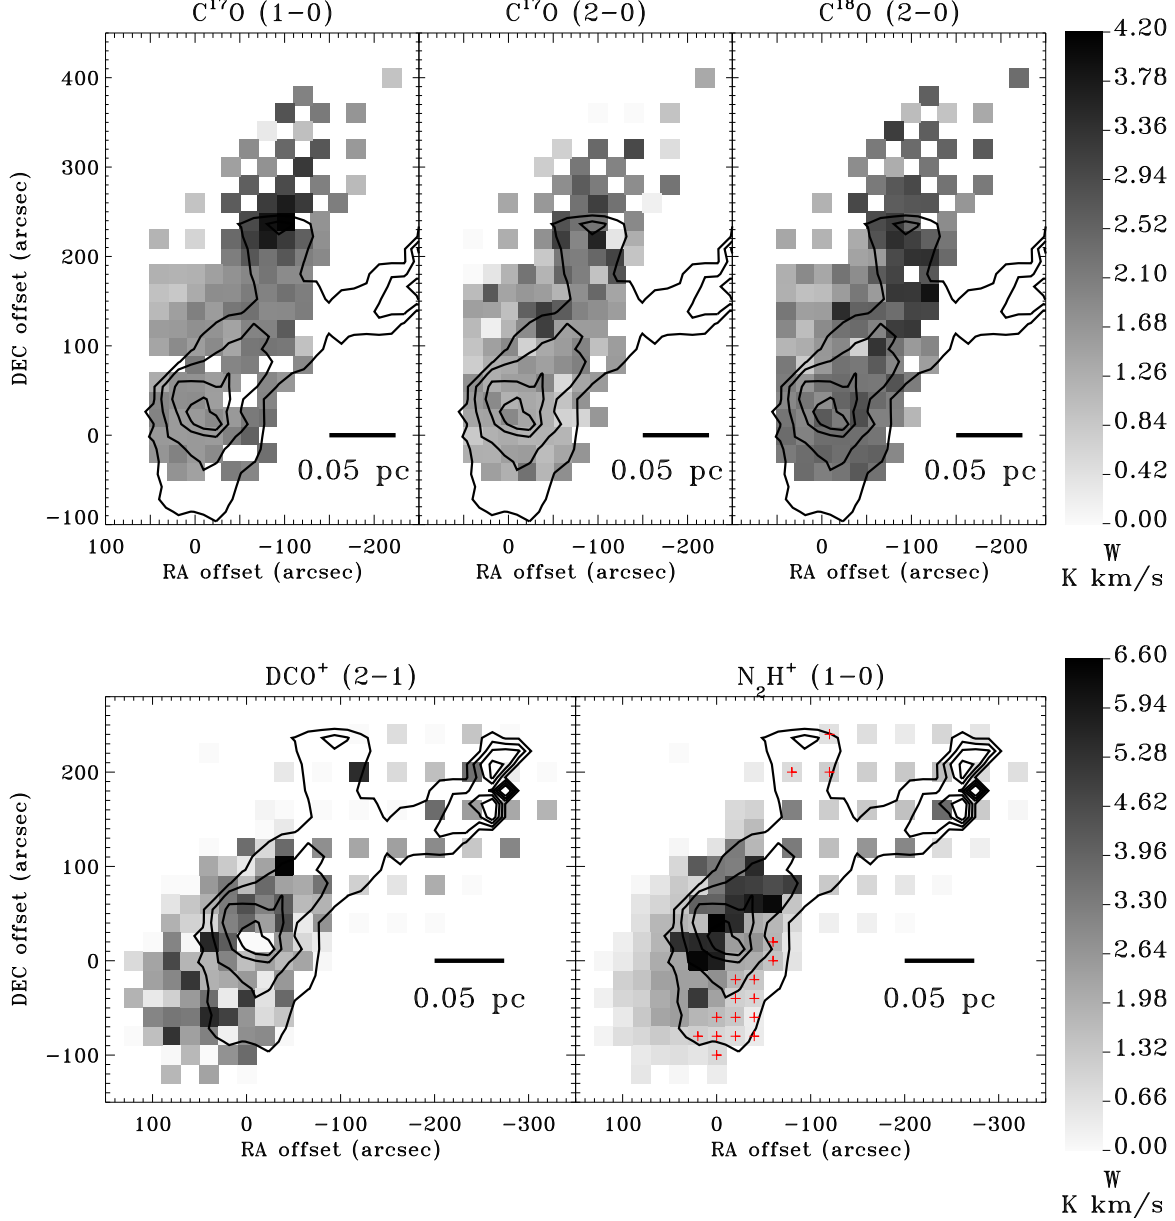 C¹⁷O (1−0) C¹⁷O (2−0) C¹⁸O (2−0)
4.20
3.78
3.36
2.94
2.52
2.10
1.68
1.26
0.84
0.42
0.00
W
K km/s
400
300
200
100
0
−100
DEC offset (arcsec)
0.05 pc 0.05 pc 0.05 pc
100 0 −100 −200 0 −100 −200 0 −100 −200
RA offset (arcsec) RA offset (arcsec) RA offset (arcsec)
DCO⁺ (2−1) N₂H⁺ (1−0)
6.60
5.94
5.28
4.62
3.96
3.30
2.64
1.98
1.32
0.66
0.00
W
K km/s
200
100
0
−100
DEC offset (arcsec)
0.05 pc 0.05 pc
100 0 −100 −200 −300 100 0 −100 −200 −300
RA offset (arcsec) RA offset (arcsec)